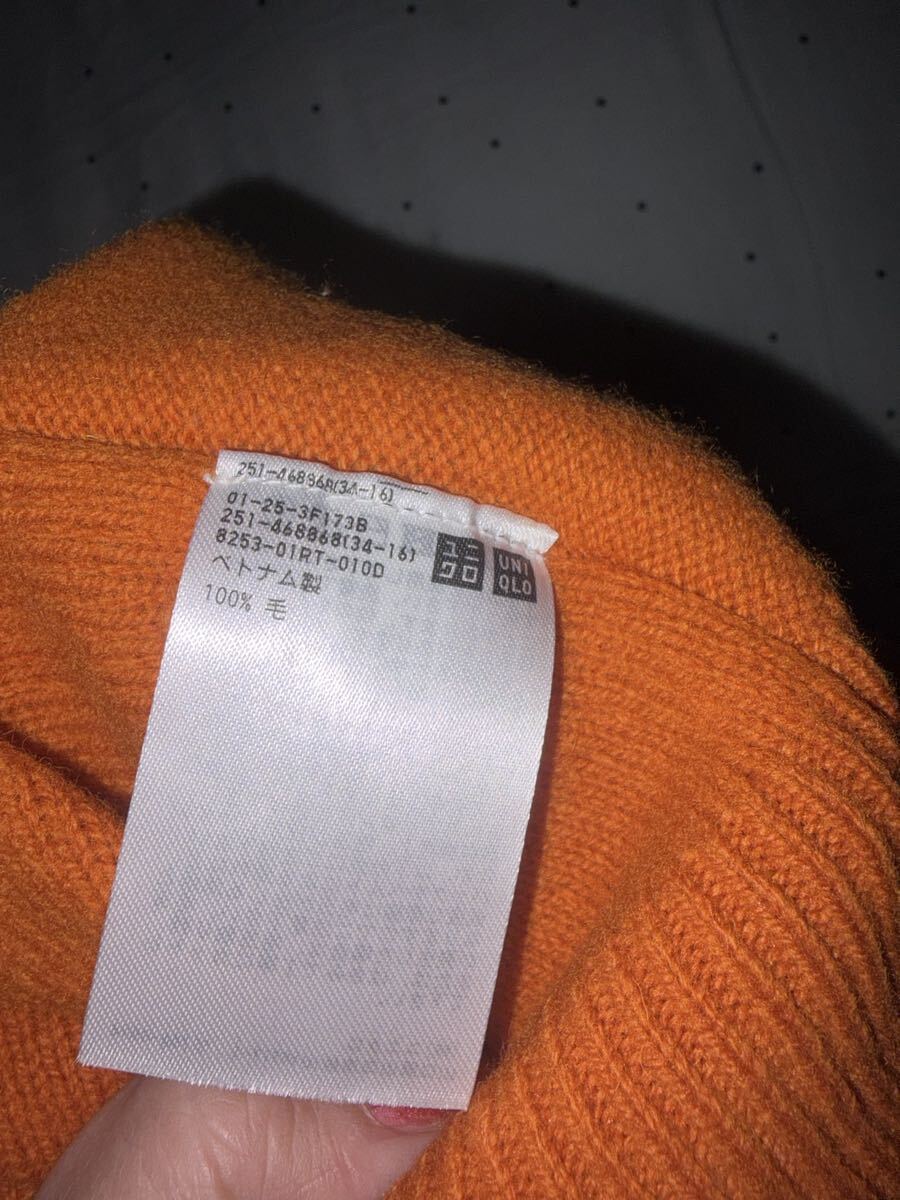 251-468868(34-16)
01-25-3F173B
251-468868(34-16)
8253-01RT-010D
ベトナム製
100% 毛
ユニ
クロ
UNI
QLO